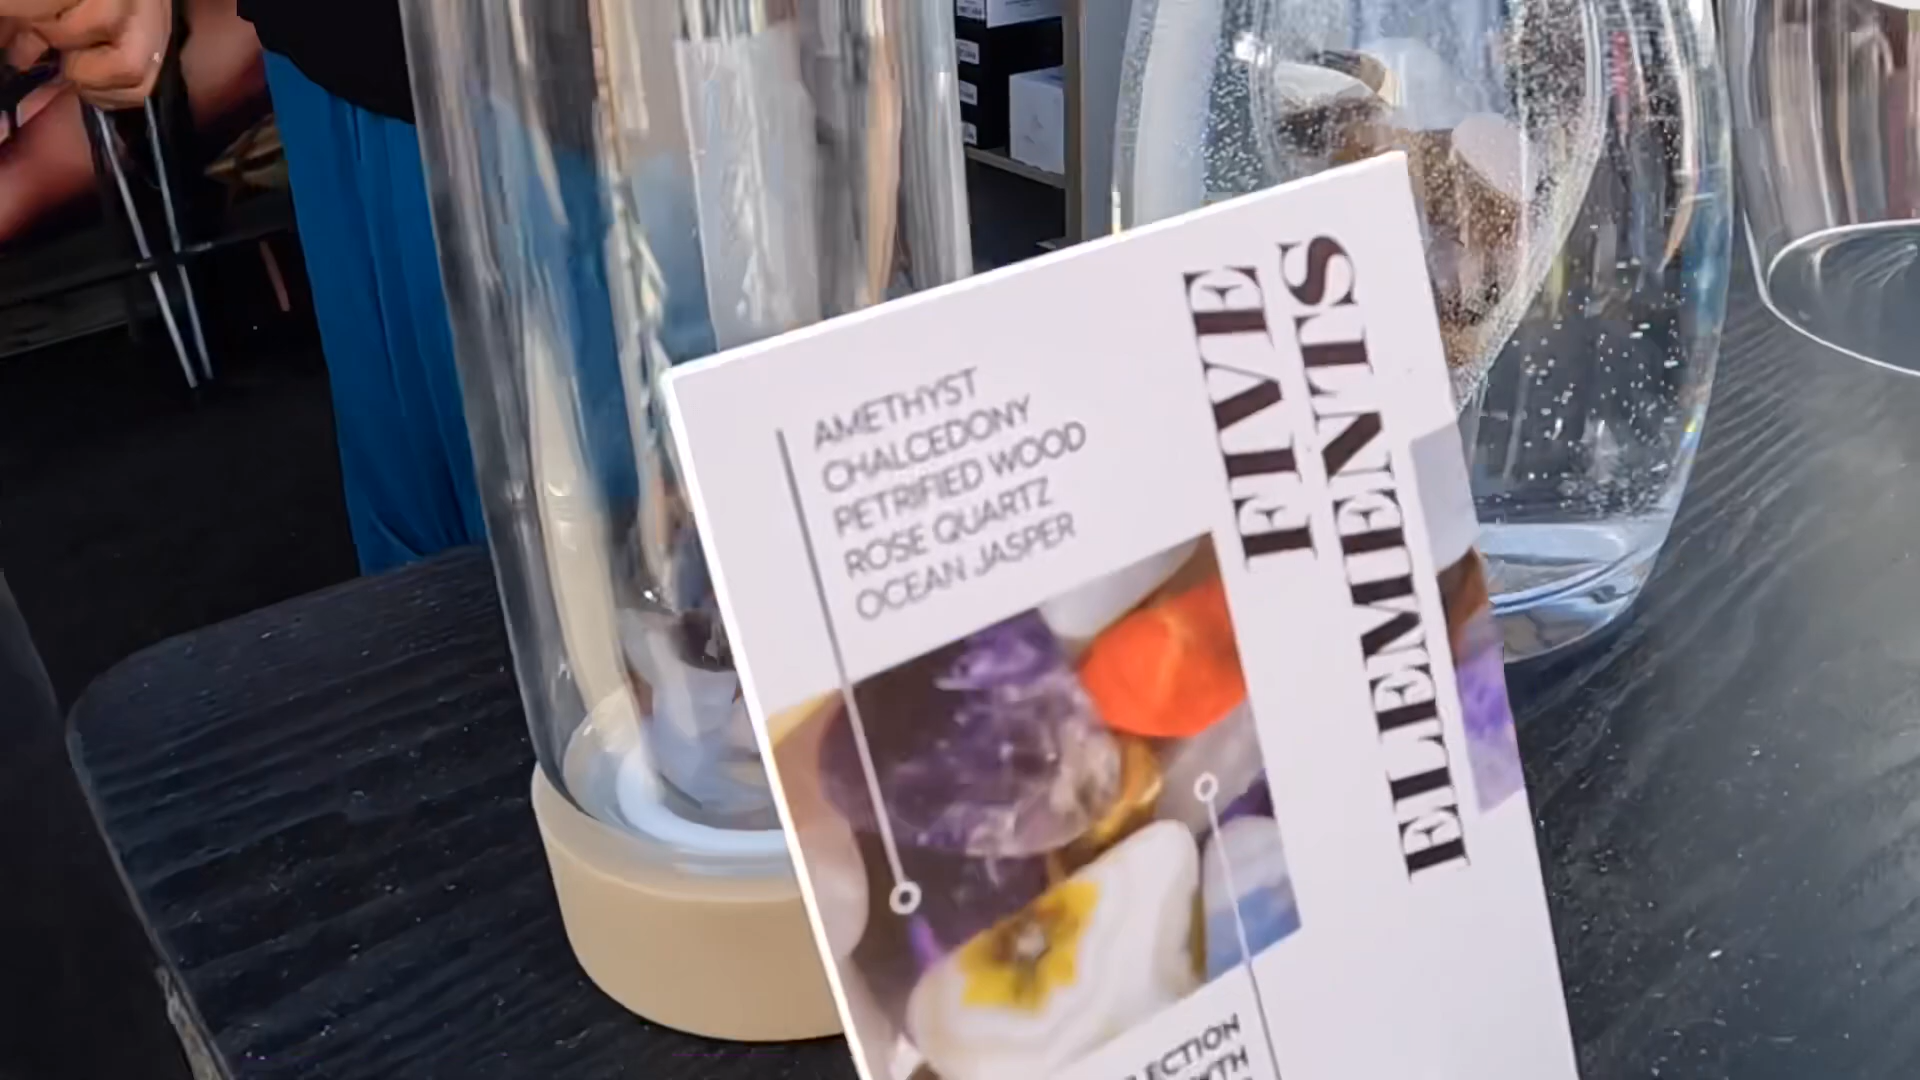 FIVE
ELEMENTS
AMETHYST
CHALCEDONY
PETRIFIED WOOD
ROSE QUARTZ
OCEAN JASPER